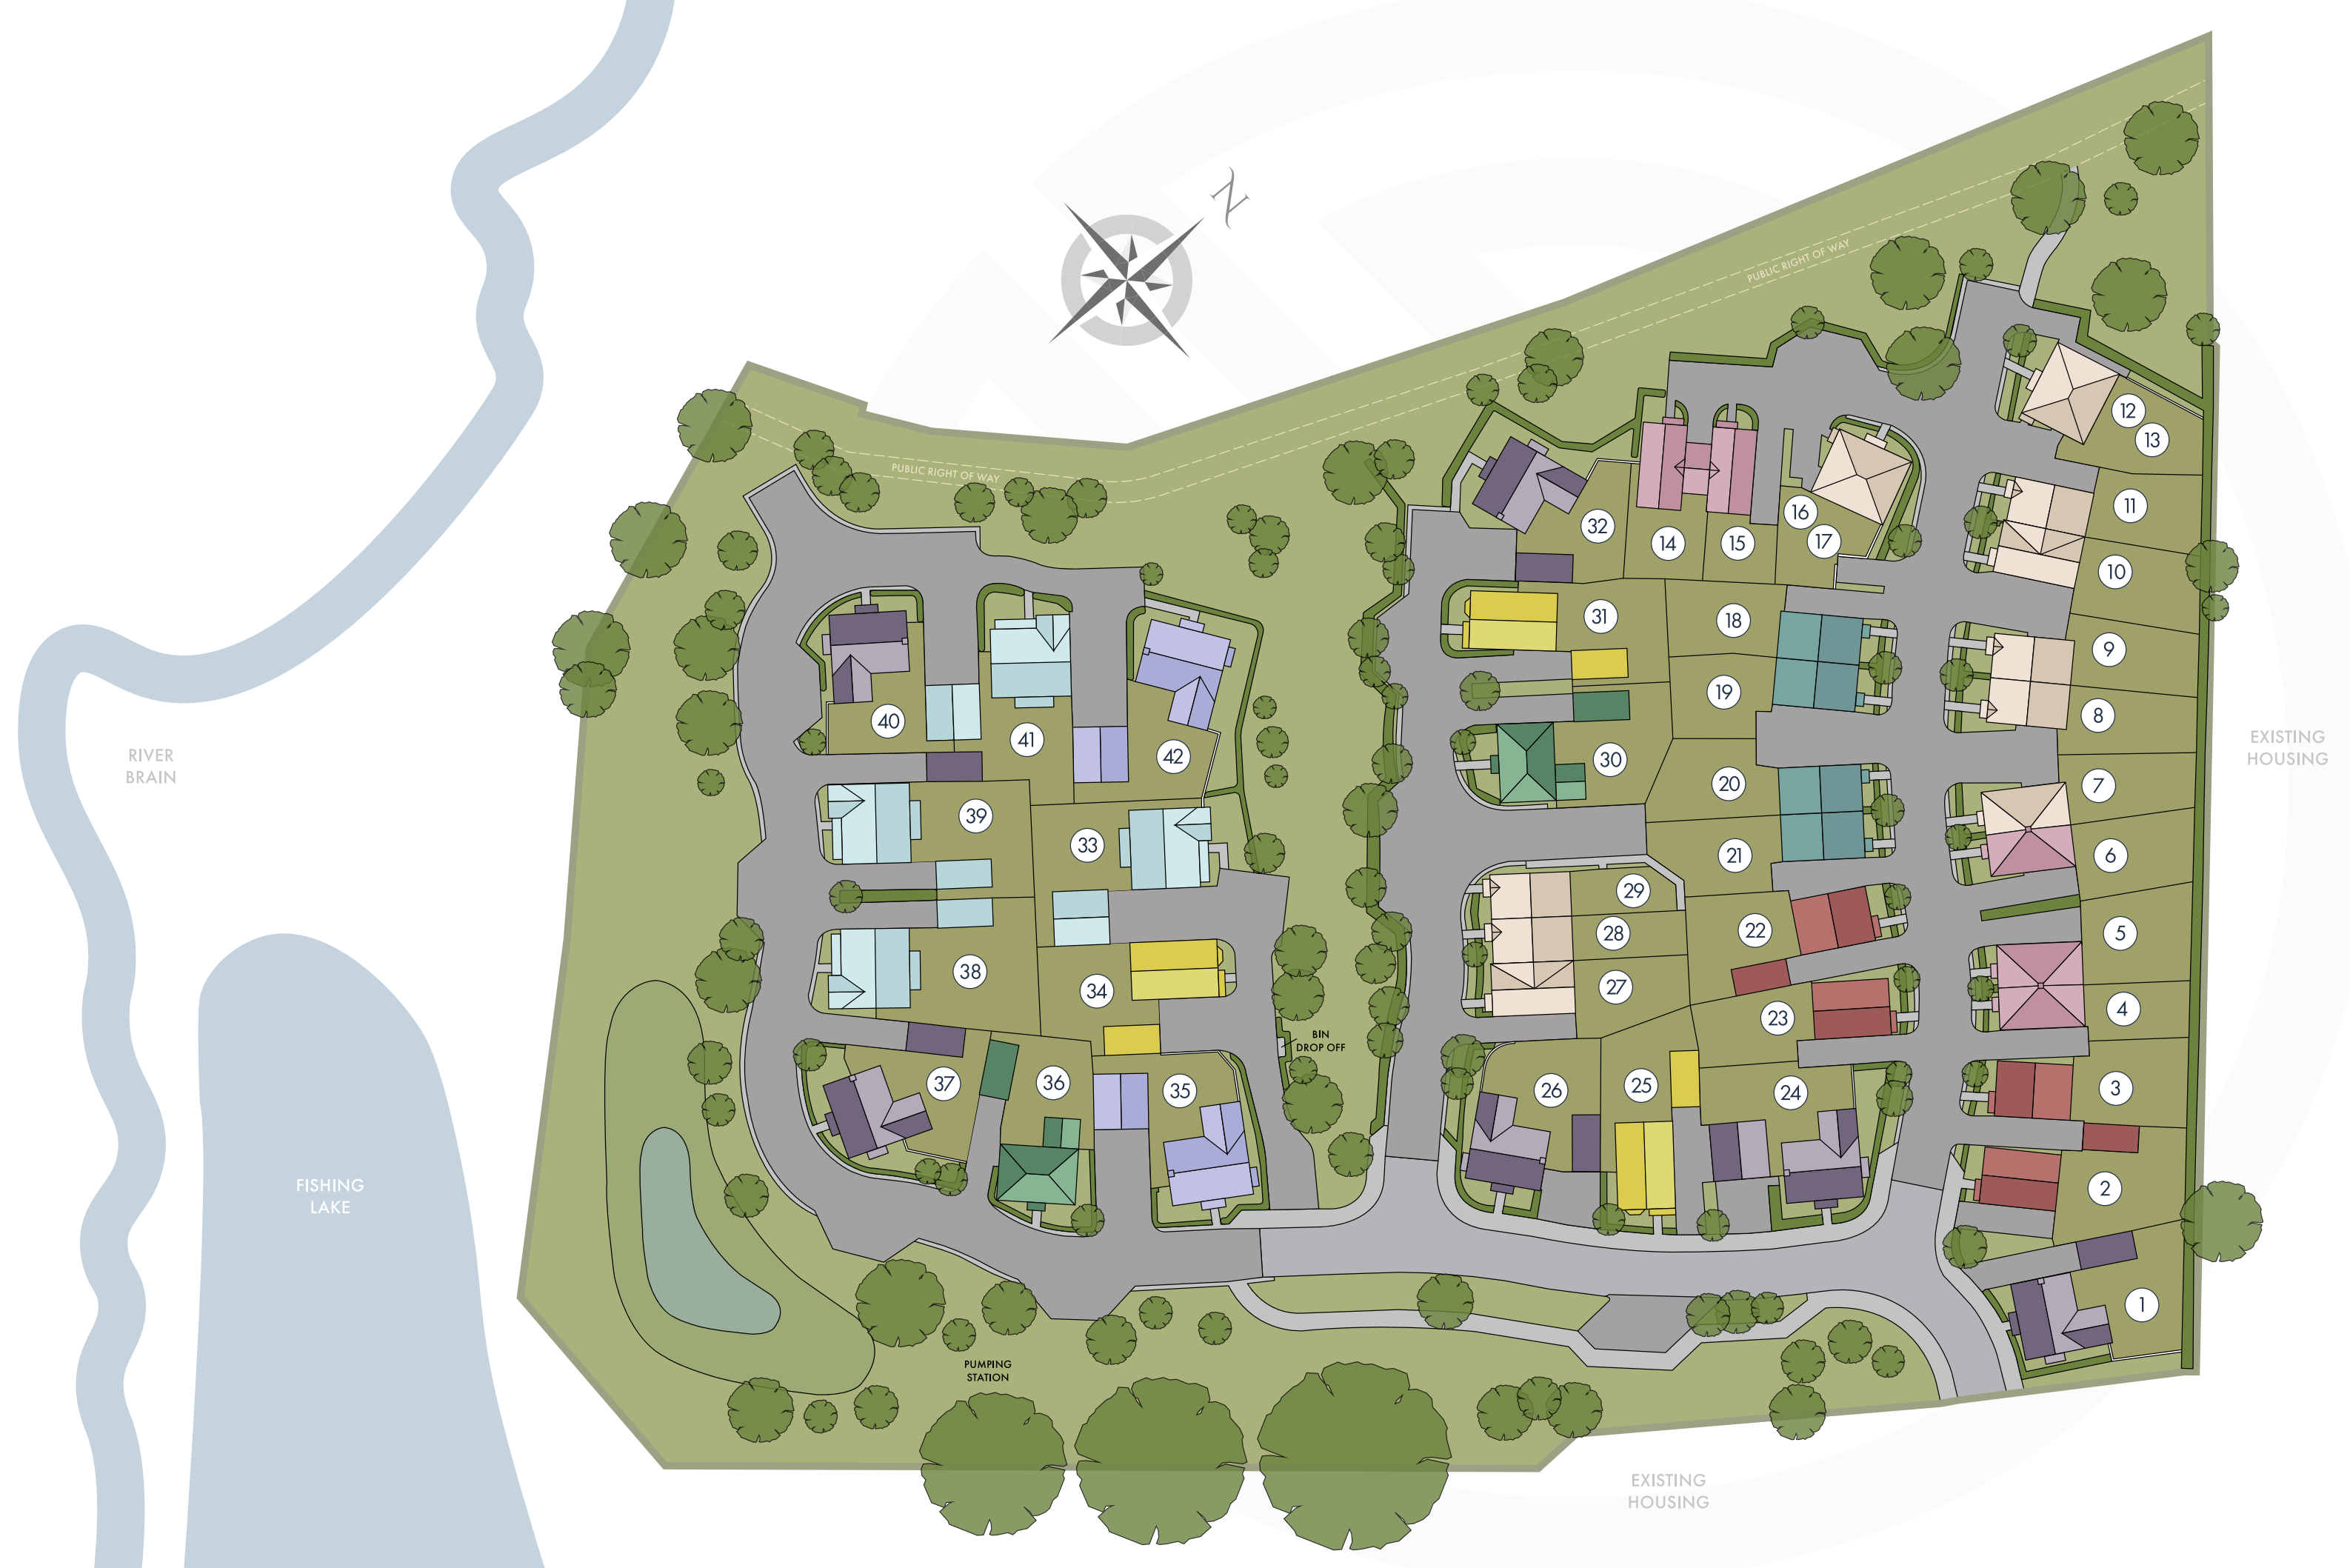 N
PUBLIC RIGHT OF WAY
PUBLIC RIGHT OF WAY
12
13
11
10
9
8
7
6
5
4
3
2
1
32
14
15
16
17
31
18
19
30
20
21
29
28
27
22
23
26
25
24
40
41
42
39
33
38
34
37
36
35
RIVER
BRAIN
FISHING
LAKE
EXISTING
HOUSING
BIN
DROP OFF
PUMPING
STATION
EXISTING
HOUSING